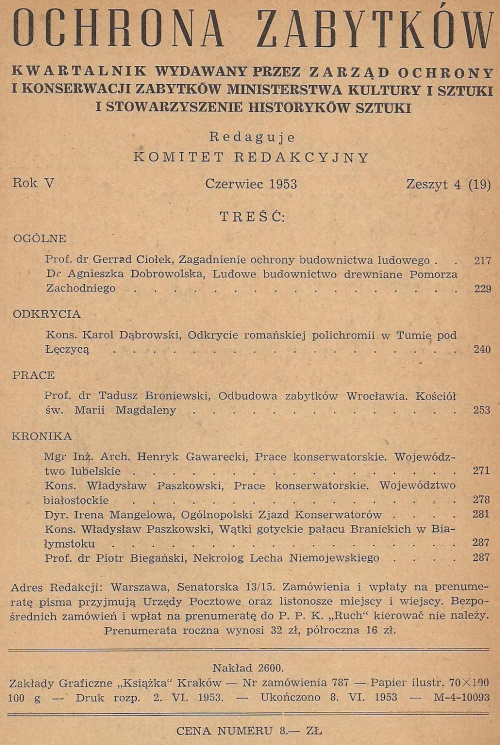 OCHRONA ZABYTKÓW
KWARTALNIK WYDAWANY PRZEZ ZARZĄD OCHRONY
I KONSERWACJI ZABYTKÓW MINISTERSTWA KULTURY I SZTUKI
I STOWARZYSZENIE HISTORYKÓW SZTUKI
Redaguje
KOMITET REDAKCYJNY
Rok V Czerwiec 1953 Zeszyt 4 (19)
TREŚĆ:
OGÓLNE
Prof. dr Gerrad Ciołek, Zagadnienie ochrony budownictwa ludowego . . 217
Dr Agnieszka Dobrowolska, Ludowe budownictwo drewniane Pomorza
Zachodniego . . . . . . . . . . . . . . 229
ODKRYCIA
Kons. Karol Dąbrowski, Odkrycie romańskiej polichromii w Tumię pod
Łęczycą . . . . . . . . . . . . . . . 240
PRACE
Prof. dr Tadusz Broniewski, Odbudowa zabytków Wrocławia. Kościół
św. Marii Magdaleny . . . . . . . . . . . . 253
KRONIKA
Mgr Inż. Arch. Henryk Gawarecki, Prace konserwatorskie. Wojewódz-
two lubelskie . . . . . . . . . . . . . . 271
Kons. Władysław Paszkowski, Prace konserwatorskie. Województwo
białostockie . . . . . . . . . . . . . . 278
Dyr. Irena Mangelowa, Ogólnopolski Zjazd Konserwatorów . . . . 281
Kons. Władysław Paszkowski, Wątki gotyckie pałacu Branickich w Bia-
łymstoku . . . . . . . . . . . . . . . 287
Prof. dr Piotr Biegański, Nekrolog Lecha Niemojewskiego . . . . 287
Adres Redakcji: Warszawa, Senatorska 13/15. Zamówienia i wpłaty na prenume-
ratę pisma przyjmują Urzędy Pocztowe oraz listonosze miejscy i wiejscy. Bezpo-
średnich zamówień i wpłat na prenumeratę do P. P. K. „Ruch" kierować nie należy.
Prenumerata roczna wynosi 32 zł, półroczna 16 zł.
Nakład 2600.
Zakłady Graficzne „Książka" Kraków — Nr zamówienia 787 — Papier ilustr. 70×100
100 g — Druk rozp. 2. VI. 1953. — Ukończono 8. VI. 1953 — M-4-10093
CENA NUMERU 8.— ZŁ